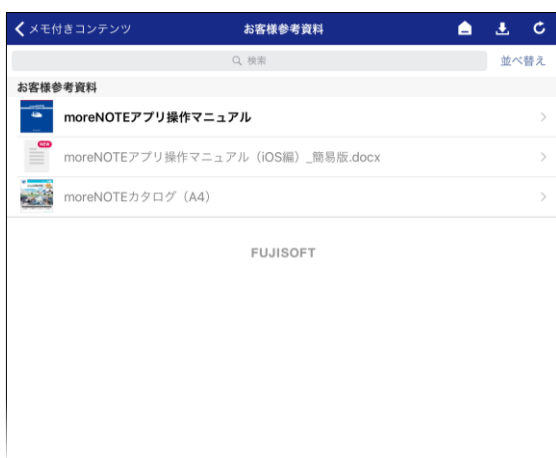 メモ付きコンテンツ
お客様参考資料
検索
並べ替え
お客様参考資料
moreNOTEアプリ操作マニュアル
NEW
moreNOTEアプリ操作マニュアル（iOS編）_簡易版.docx
moreNOTEカタログ（A4）
FUJISOFT